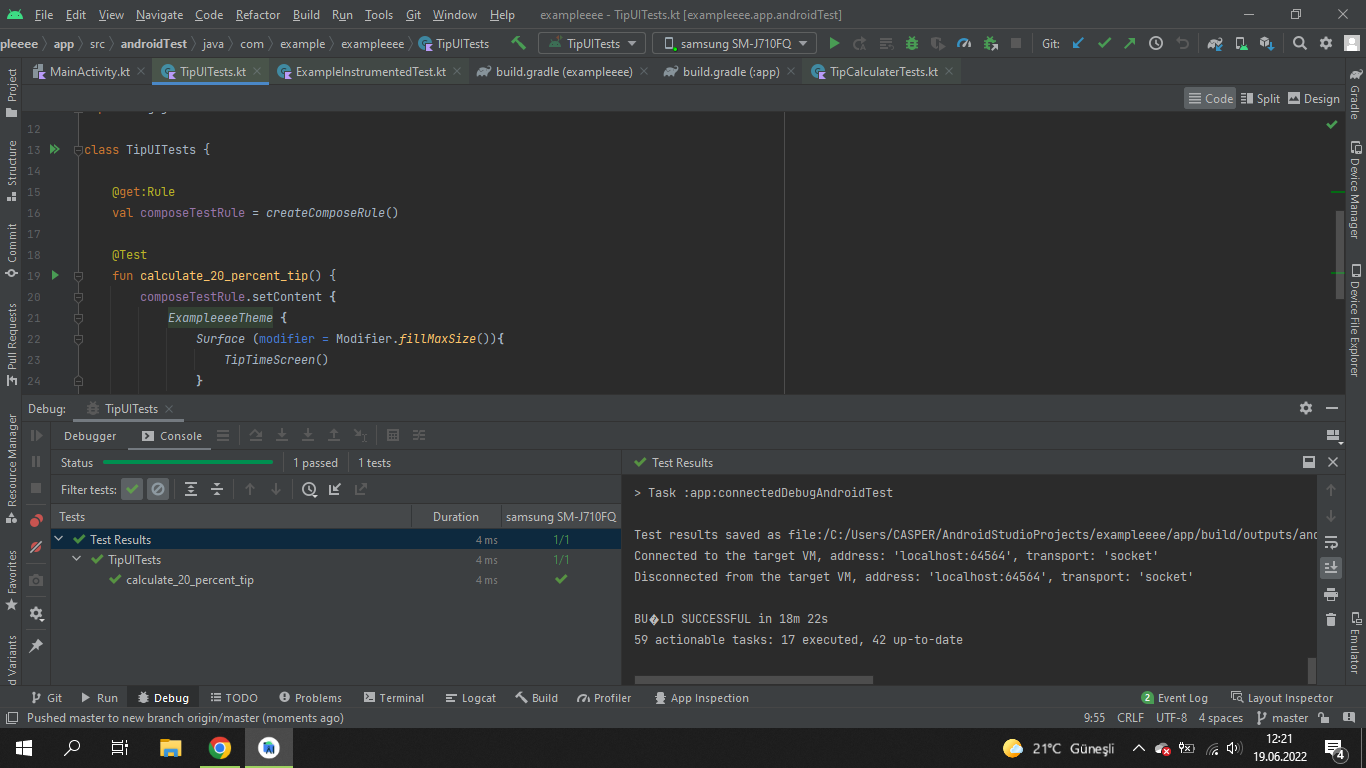 File Edit View Navigate Code Refactor Build Run Tools Git Window Help exampleeee - TipUITests.kt [exampleeee.app.androidTest]
pleeee app src androidTest java com example exampleeee TipUITests TipUITests samsung SM-J710FQ Git:
MainActivity.kt TipUITests.kt ExampleInstrumentedTest.kt build.gradle (exampleeee) build.gradle (:app) TipCalculaterTests.kt
Code Split Design
12
13 class TipUITests {
14
15 @get:Rule
16 val composeTestRule = createComposeRule()
17
18 @Test
19 fun calculate_20_percent_tip() {
20 composeTestRule.setContent {
21 ExampleeeeTheme {
22 Surface (modifier = Modifier.fillMaxSize()){
23 TipTimeScreen()
24 }
Project
Structure
Commit
Pull Requests
Resource Manager
Favorites
d Variants
Gradle
Device Manager
Device File Explorer
Emulator
Debug: TipUITests
Debugger Console
Status 1 passed 1 tests
Filter tests:
Tests Duration samsung SM-J710FQ
Test Results 4 ms 1/1
TipUITests 4 ms 1/1
calculate_20_percent_tip 4 ms
Test Results
> Task :app:connectedDebugAndroidTest
Test results saved as file:/C:/Users/CASPER/AndroidStudioProjects/exampleeee/app/build/outputs/and
Connected to the target VM, address: 'localhost:64564', transport: 'socket'
Disconnected from the target VM, address: 'localhost:64564', transport: 'socket'
BU�LD SUCCESSFUL in 18m 22s
59 actionable tasks: 17 executed, 42 up-to-date
Git Run Debug TODO Problems Terminal Logcat Build Profiler App Inspection 2 Event Log Layout Inspector
Pushed master to new branch origin/master (moments ago) 9:55 CRLF UTF-8 4 spaces master
21°C Güneşli 12:21
19.06.2022 4